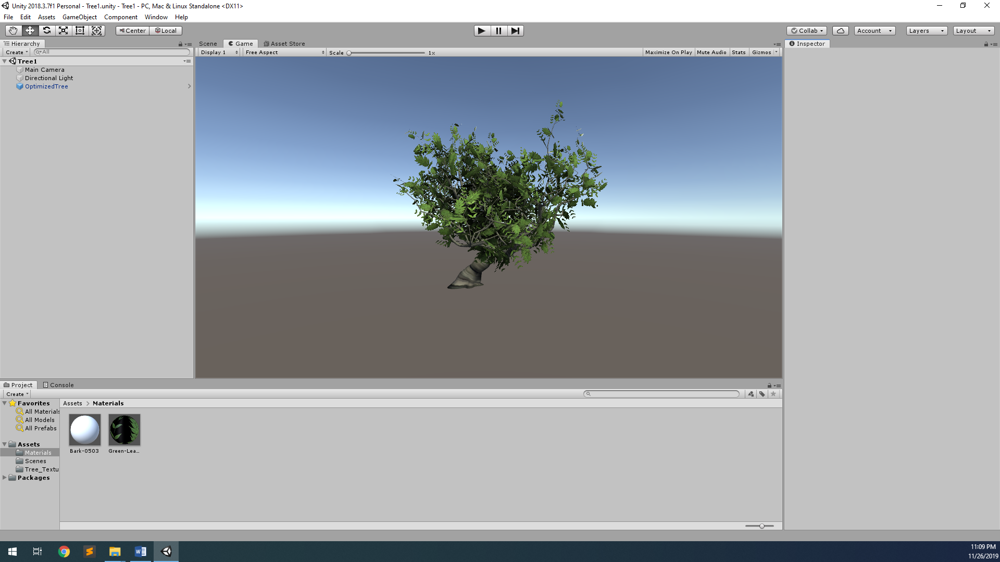 Unity 2018.3.7f1 Personal - Tree1.unity - Tree1 - PC, Mac & Linux Standalone <DX11>
File Edit Assets GameObject Component Window Help
Center Local Collab Account Layers Layout
Hierarchy
Create All
Tree1
Main Camera
Directional Light
OptimizedTree
Scene Game Asset Store
Display 1 Free Aspect Scale 1x Maximize On Play Mute Audio Stats Gizmos
Inspector
Project Console
Create
Favorites
All Materials
All Models
All Prefabs
Assets
Materials
Scenes
Tree_Textu
Packages
Assets > Materials
Bark-0503 Green-Lea...
11:09 PM
11/26/2019